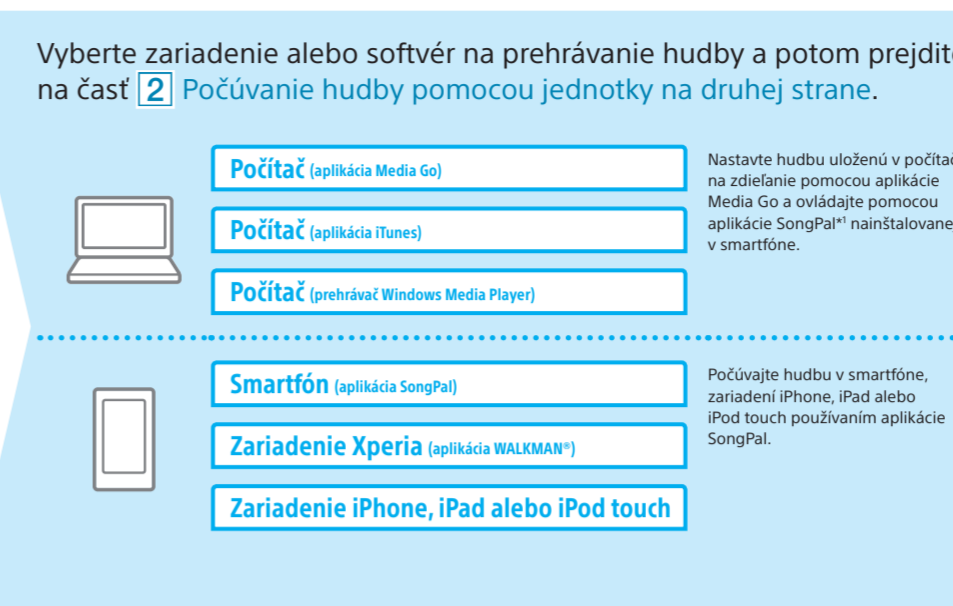 Vyberte zariadenie alebo softvér na prehrávanie hudby a potom prejdite
na časť 2 Počúvanie hudby pomocou jednotky na druhej strane.
Počítač (aplikácia Media Go)
Nastavte hudbu uloženú v počítač
na zdieľanie pomocou aplikácie
Media Go a ovládajte pomocou
aplikácie SongPal*1 nainštalovane
v smartfóne.
Počítač (aplikácia iTunes)
Počítač (prehrávač Windows Media Player)
Smartfón (aplikácia SongPal)
Počúvajte hudbu v smartfóne,
zariadení iPhone, iPad alebo
iPod touch používaním aplikácie
SongPal.
Zariadenie Xperia (aplikácia WALKMAN®)
Zariadenie iPhone, iPad alebo iPod touch